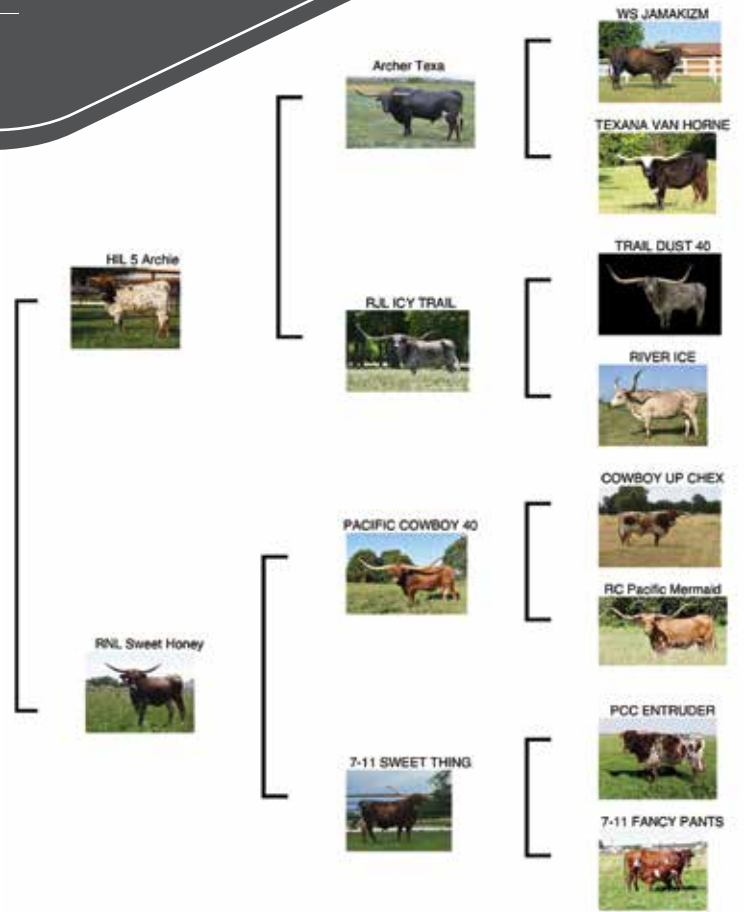 WS JAMAKIZM
Archer Texa
TEXANA VAN HORNE
TRAIL DUST 40
HIL 5 Archie
RJL ICY TRAIL
RIVER ICE
COWBOY UP CHEX
PACIFIC COWBOY 40
RC Pacific Mermaid
RNL Sweet Honey
PCC ENTRUDER
7-11 SWEET THING
7-11 FANCY PANTS